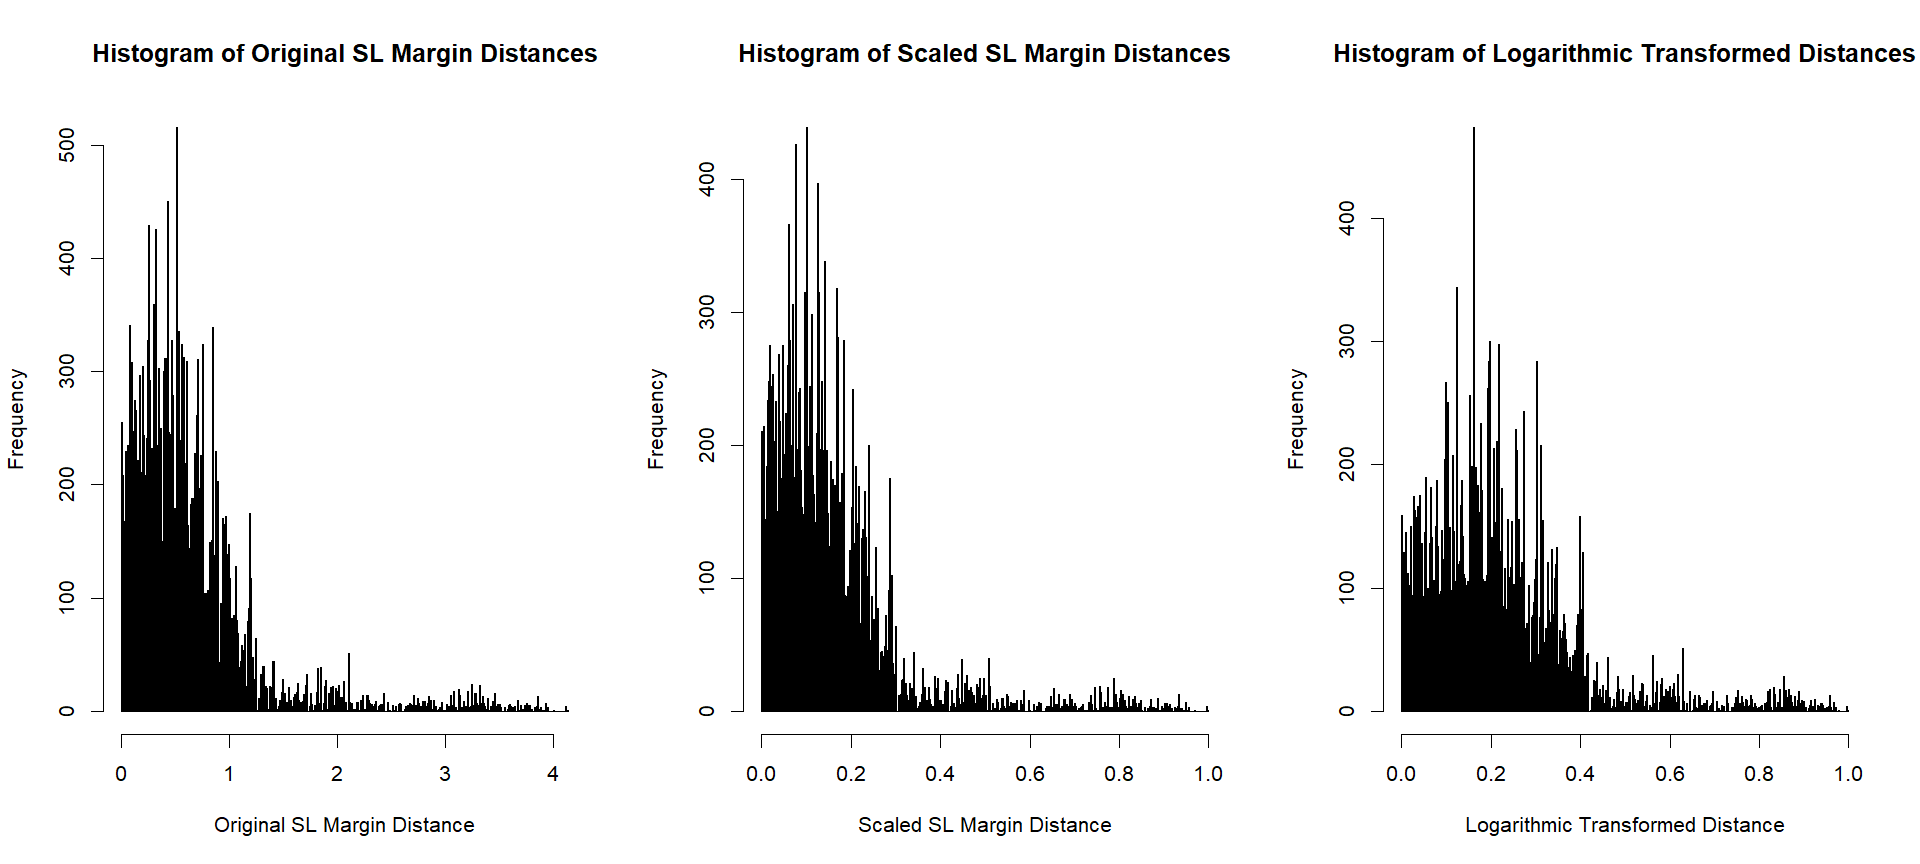 Histogram of Original SL Margin Distances
Frequency
500
400
300
200
100
0
0 1 2 3 4
Original SL Margin Distance
Histogram of Scaled SL Margin Distances
Frequency
400
300
200
100
0
0.0 0.2 0.4 0.6 0.8 1.0
Scaled SL Margin Distance
Histogram of Logarithmic Transformed Distances
Frequency
400
300
200
100
0
0.0 0.2 0.4 0.6 0.8 1.0
Logarithmic Transformed Distance